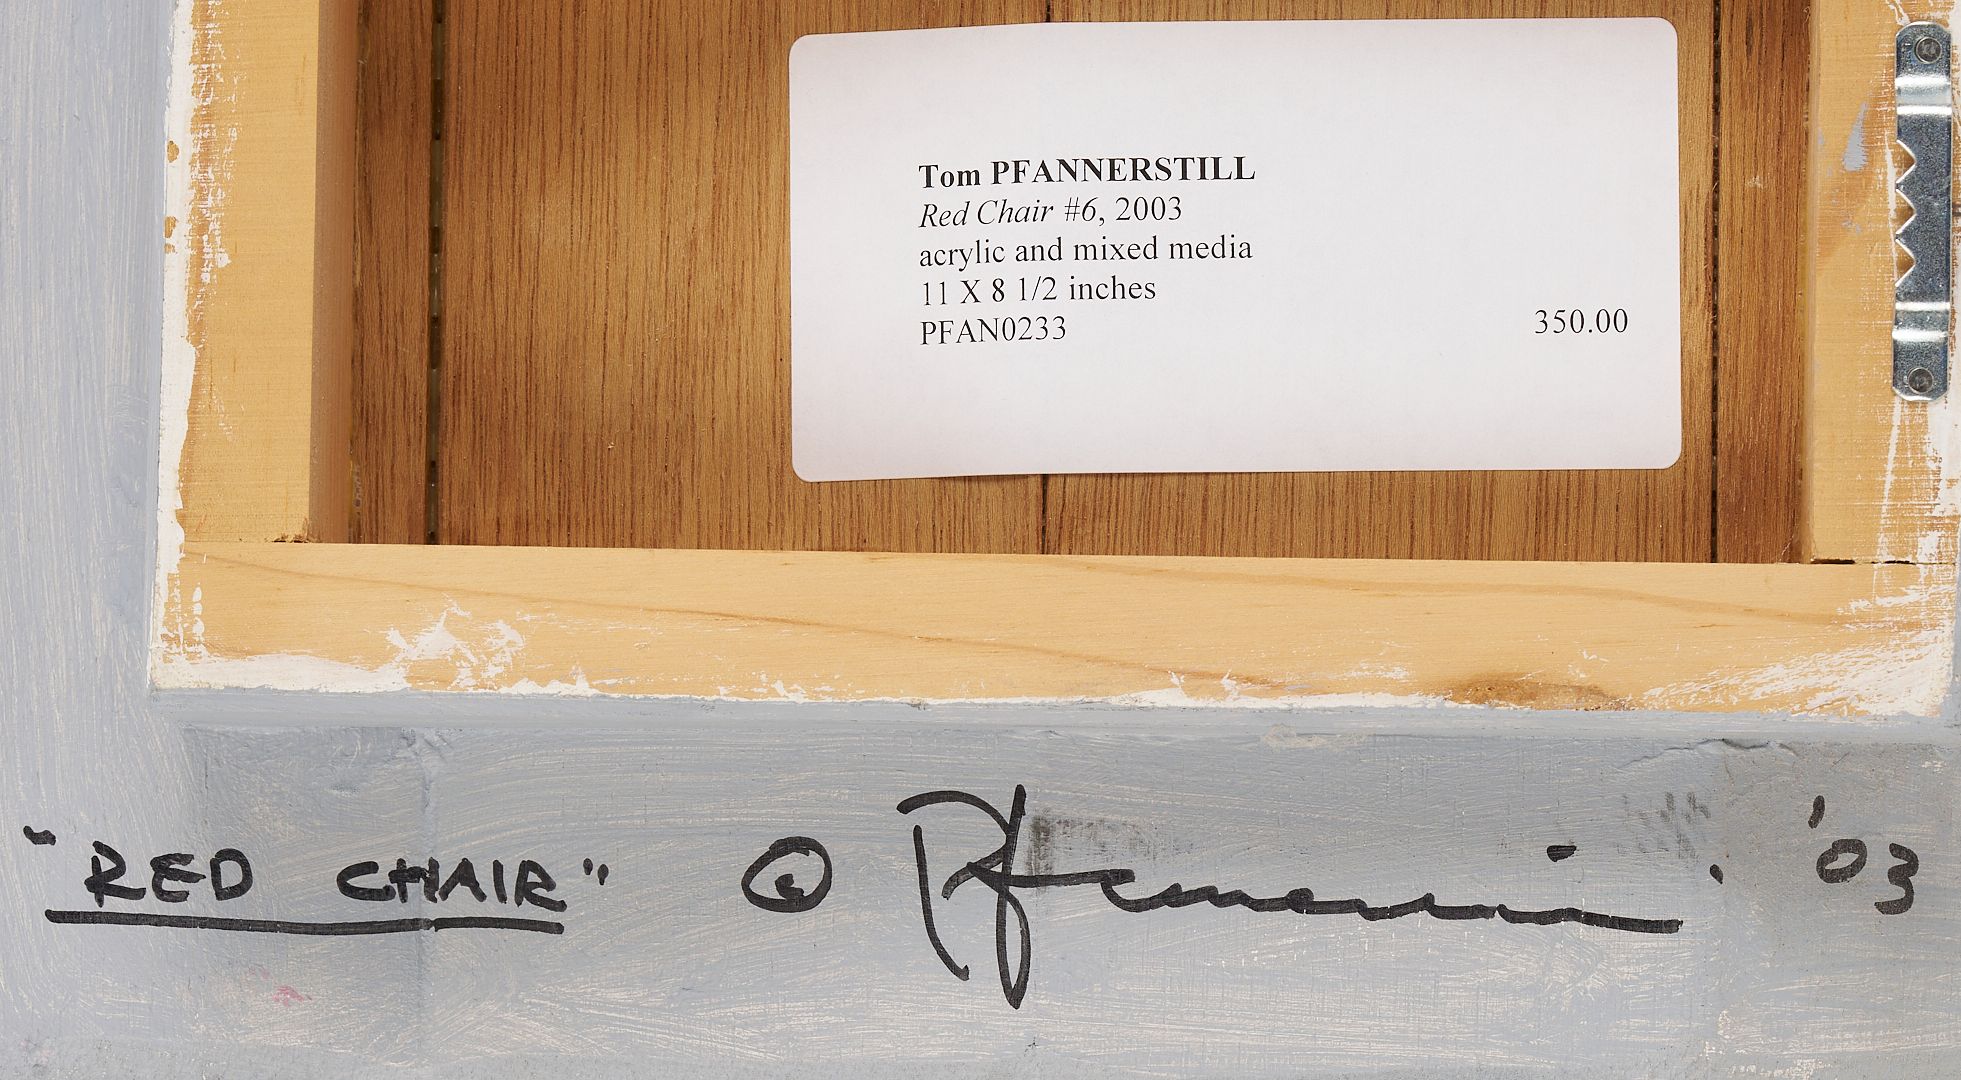 Tom PFANNERSTILL
Red Chair #6, 2003
acrylic and mixed media
11 X 8 1/2 inches
PFAN0233 350.00
"RED CHAIR" © '03